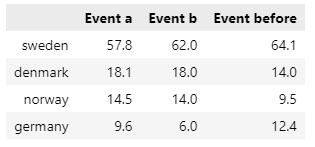 Event a Event b Event before
sweden 57.8 62.0 64.1
denmark 18.1 18.0 14.0
norway 14.5 14.0 9.5
germany 9.6 6.0 12.4